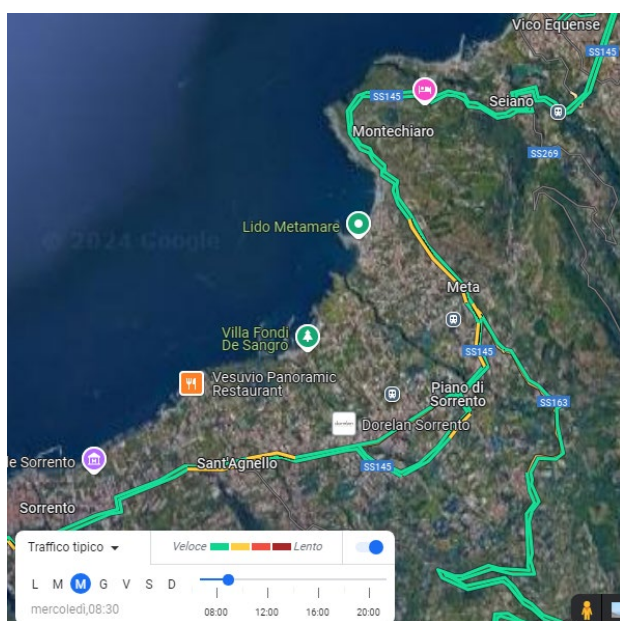 Vico Equense
SS145
SS145
Seiano
Montechiaro
SS269
Lido Metamare
© 2024 Google
Meta
Villa Fondi
De Sangro
SS145
Vesuvio Panoramic
Restaurant
Piano di
Sorrento
SS163
dorelan
Dorelan Sorrento
le Sorrento
Sant'Agnello
SS145
Sorrento
Traffico tipico
Veloce
Lento
L M M G V S D
mercoledì,08:30
08:00 12:00 16:00 20:00